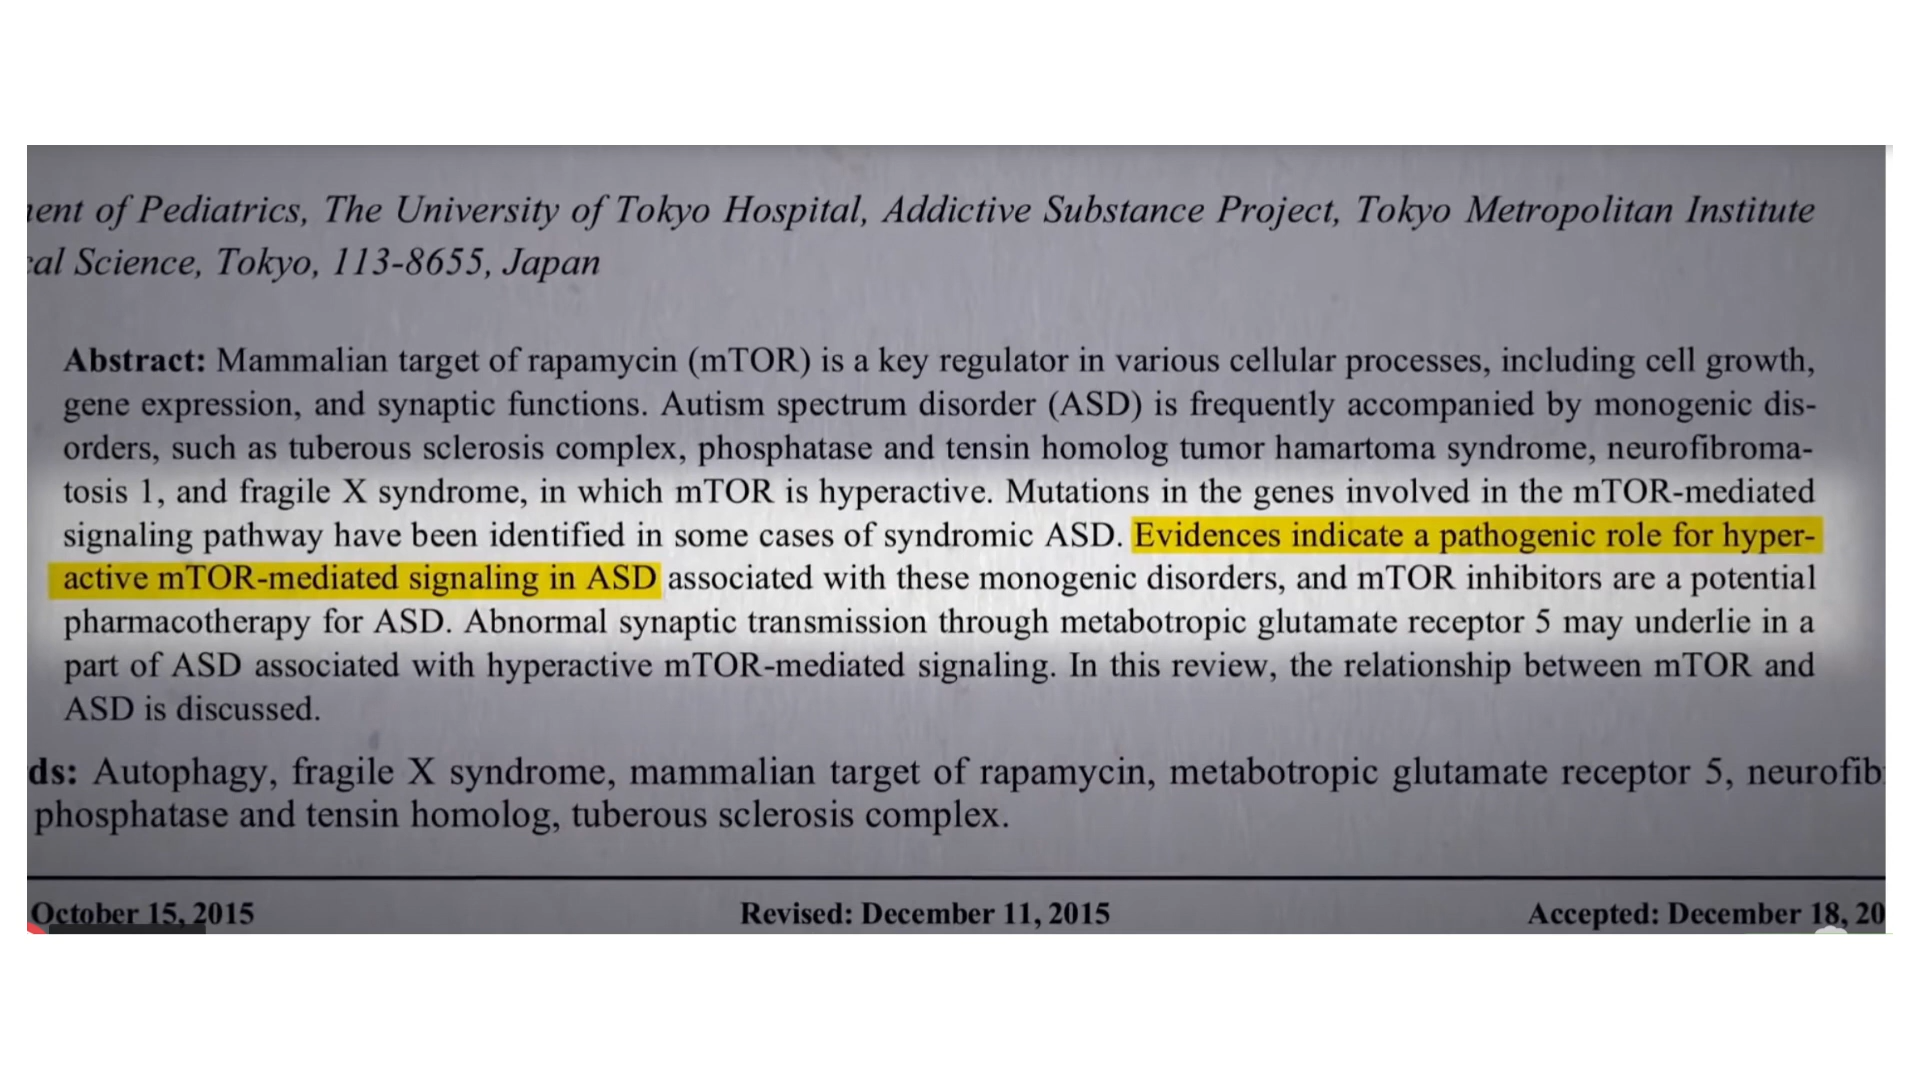 of Pediatrics, The University of Tokyo Hospital, Addictive Substance Project, Tokyo Metropolitan Institute
Science, Tokyo, 113-8655, Japan
Abstract: Mammalian target of rapamycin (mTOR) is a key regulator in various cellular processes, including cell growth,
gene expression, and synaptic functions. Autism spectrum disorder (ASD) is frequently accompanied by monogenic dis-
orders, such as tuberous sclerosis complex, phosphatase and tensin homolog tumor hamartoma syndrome, neurofibroma-
tosis 1, and fragile X syndrome, in which mTOR is hyperactive. Mutations in the genes involved in the mTOR-mediated
signaling pathway have been identified in some cases of syndromic ASD. Evidences indicate a pathogenic role for hyper-
active mTOR-mediated signaling in ASD associated with these monogenic disorders, and mTOR inhibitors are a potential
pharmacotherapy for ASD. Abnormal synaptic transmission through metabotropic glutamate receptor 5 may underlie in a
part of ASD associated with hyperactive mTOR-mediated signaling. In this review, the relationship between mTOR and
ASD is discussed.
ds: Autophagy, fragile X syndrome, mammalian target of rapamycin, metabotropic glutamate receptor 5, neurofib
phosphatase and tensin homolog, tuberous sclerosis complex.
October 15, 2015 Revised: December 11, 2015 Accepted: December 18, 20